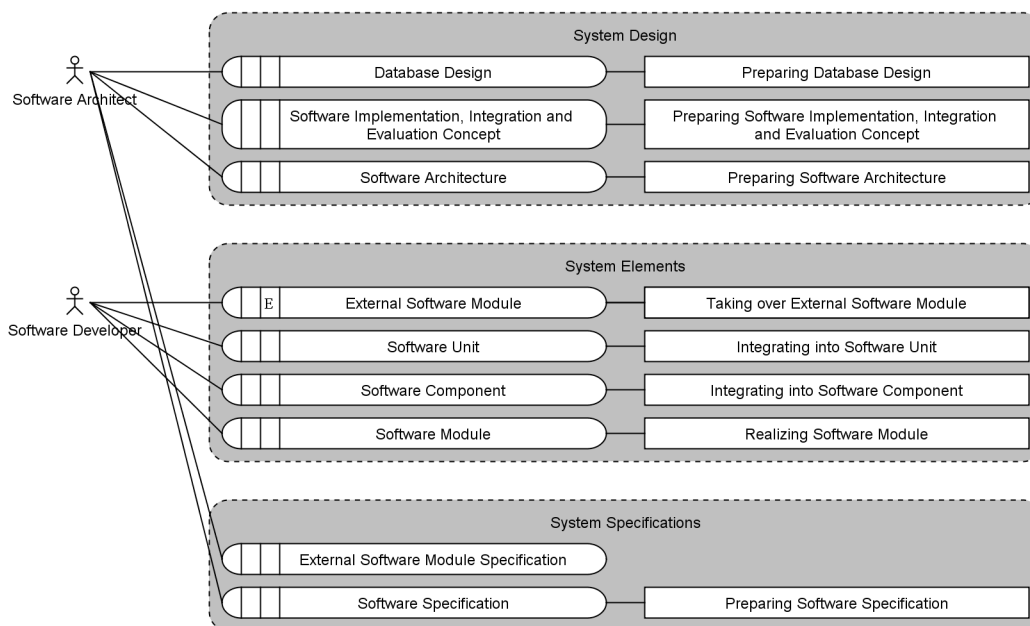 System Design
Software Architect
Database Design
Preparing Database Design
Software Implementation, Integration and
Evaluation Concept
Preparing Software Implementation, Integration
and Evaluation Concept
Software Architecture
Preparing Software Architecture
System Elements
Software Developer
E
External Software Module
Taking over External Software Module
Software Unit
Integrating into Software Unit
Software Component
Integrating into Software Component
Software Module
Realizing Software Module
System Specifications
External Software Module Specification
Software Specification
Preparing Software Specification